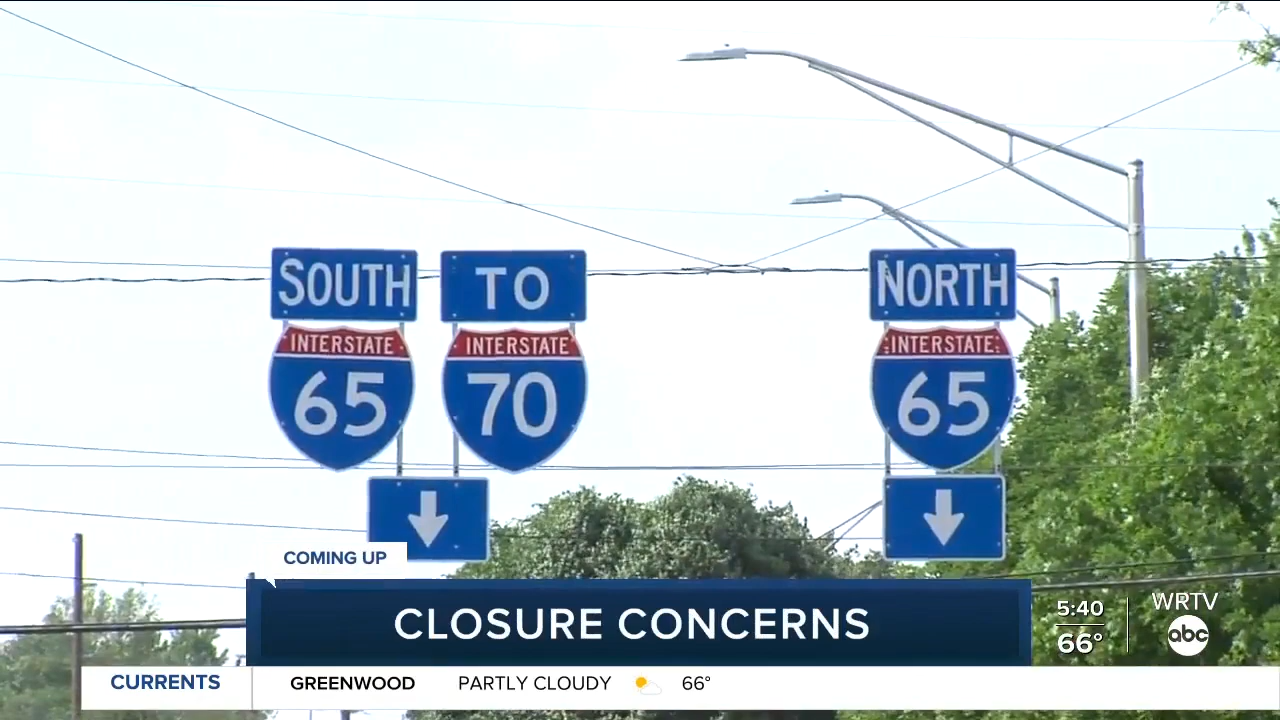 SOUTH
TO
NORTH
INTERSTATE
65
INTERSTATE
70
INTERSTATE
65
COMING UP
CLOSURE CONCERNS
5:40
66°
WRTV
abc
CURRENTS
GREENWOOD
PARTLY CLOUDY
66°